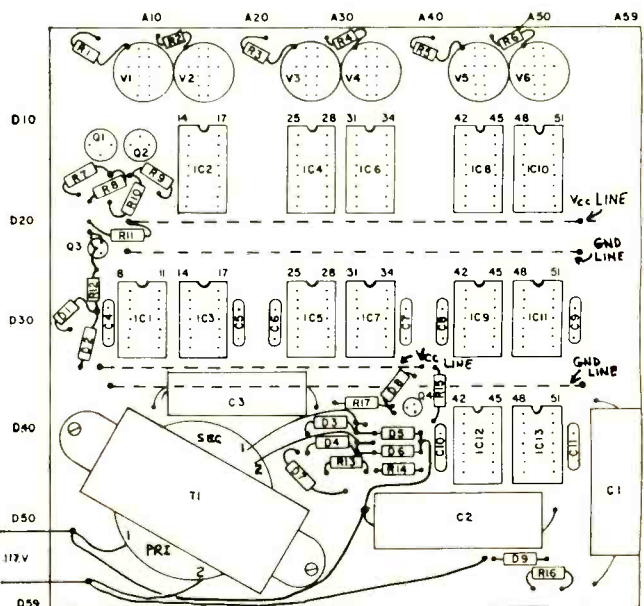 A10 A20 A30 A40 A50 A59
R1 R2 R3 R4 R5 R6
V1 V2 V3 V4 V5 V6
D10
14 17 25 28 31 34 42 45 48 51
Q1 Q2
IC2 IC4 IC6 IC8 IC10
R7 R8 R9
R10
Vcc LINE
D20
R11
Q3
GND LINE
8 11 14 17 25 28 31 34 42 45 48 51
R12
D1 C4 IC1 IC3 C5 C6 IC5 IC7 C7 C8 IC9 IC11 C9
D30
D2
Vcc LINE
GND LINE
C3 R17 D8 R15
42 45 48 51
D40
SEC
1
2
D3 D5
D4 D6
R13 R14
D7
C10 IC12 IC13 C11
T1
C1
C2
D50
1
PRI
2
117V
D9
R16
D59